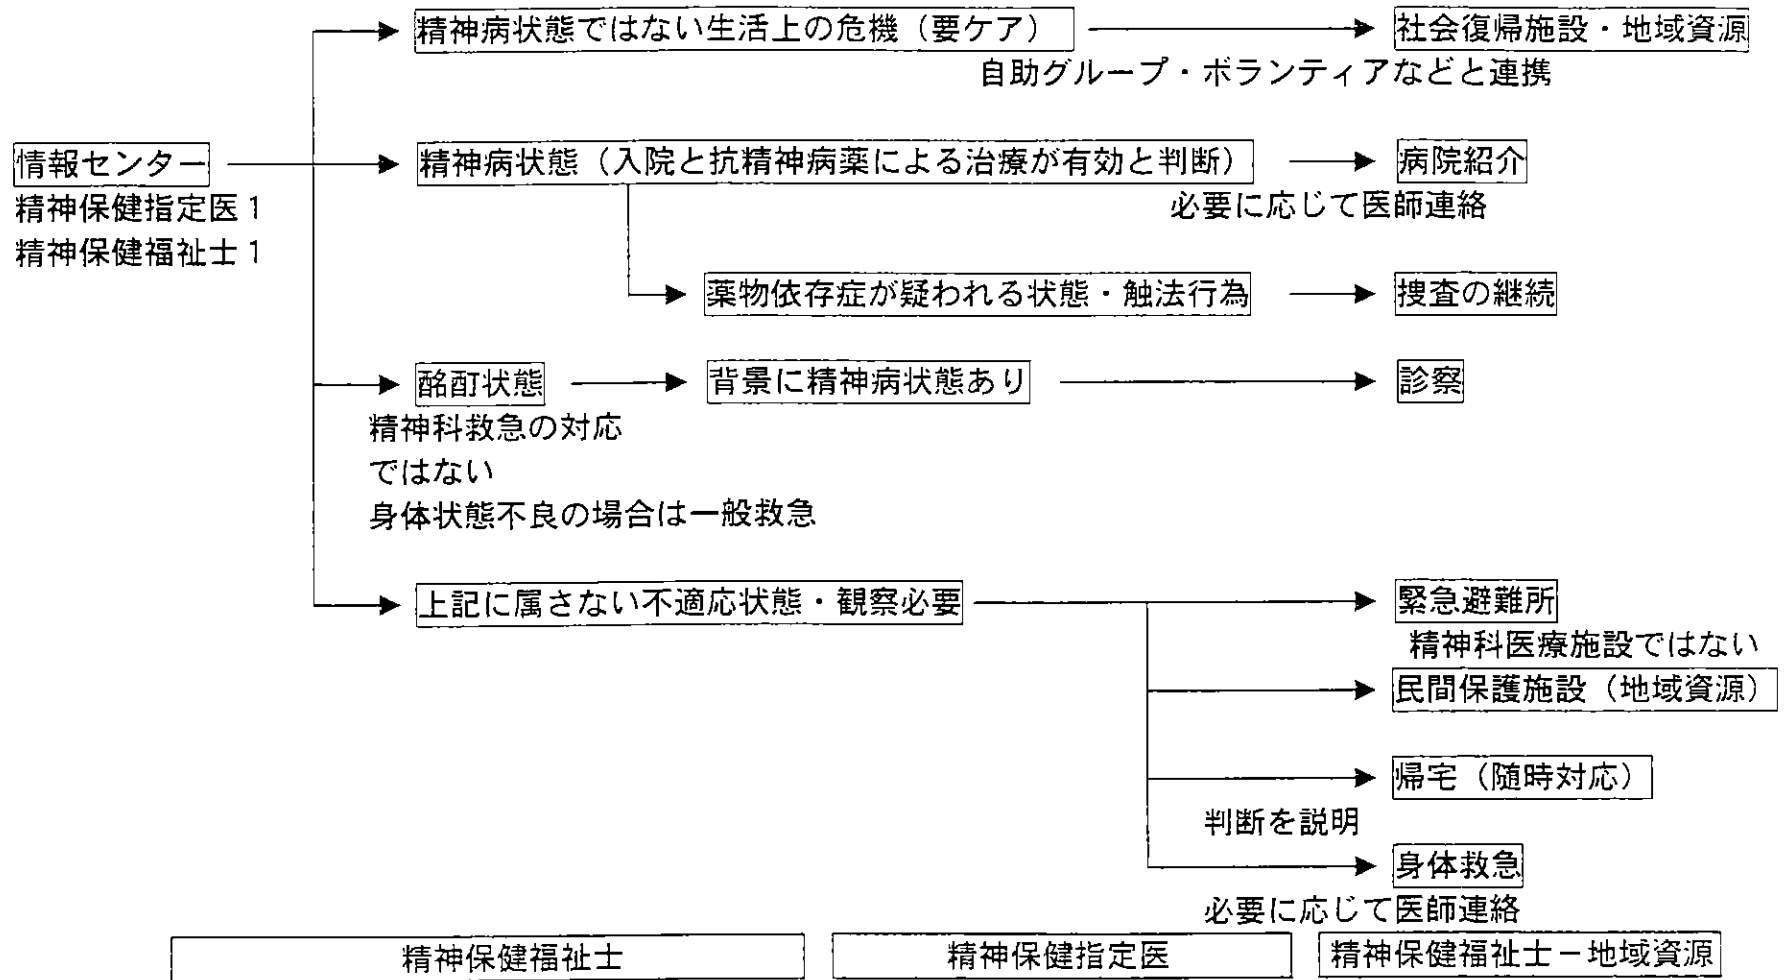 精神病状態ではない生活上の危機（要ケア）
社会復帰施設・地域資源
自助グループ・ボランティアなどと連携
情報センター
精神保健指定医1
精神保健福祉士1
精神病状態（入院と抗精神病薬による治療が有効と判断）
病院紹介
必要に応じて医師連絡
薬物依存症が疑われる状態・触法行為
捜査の継続
酩酊状態
背景に精神病状態あり
診察
精神科救急の対応
ではない
身体状態不良の場合は一般救急
上記に属さない不適応状態・観察必要
緊急避難所
精神科医療施設ではない
民間保護施設（地域資源）
帰宅（随時対応）
判断を説明
身体救急
必要に応じて医師連絡
精神保健福祉士
精神保健指定医
精神保健福祉士－地域資源